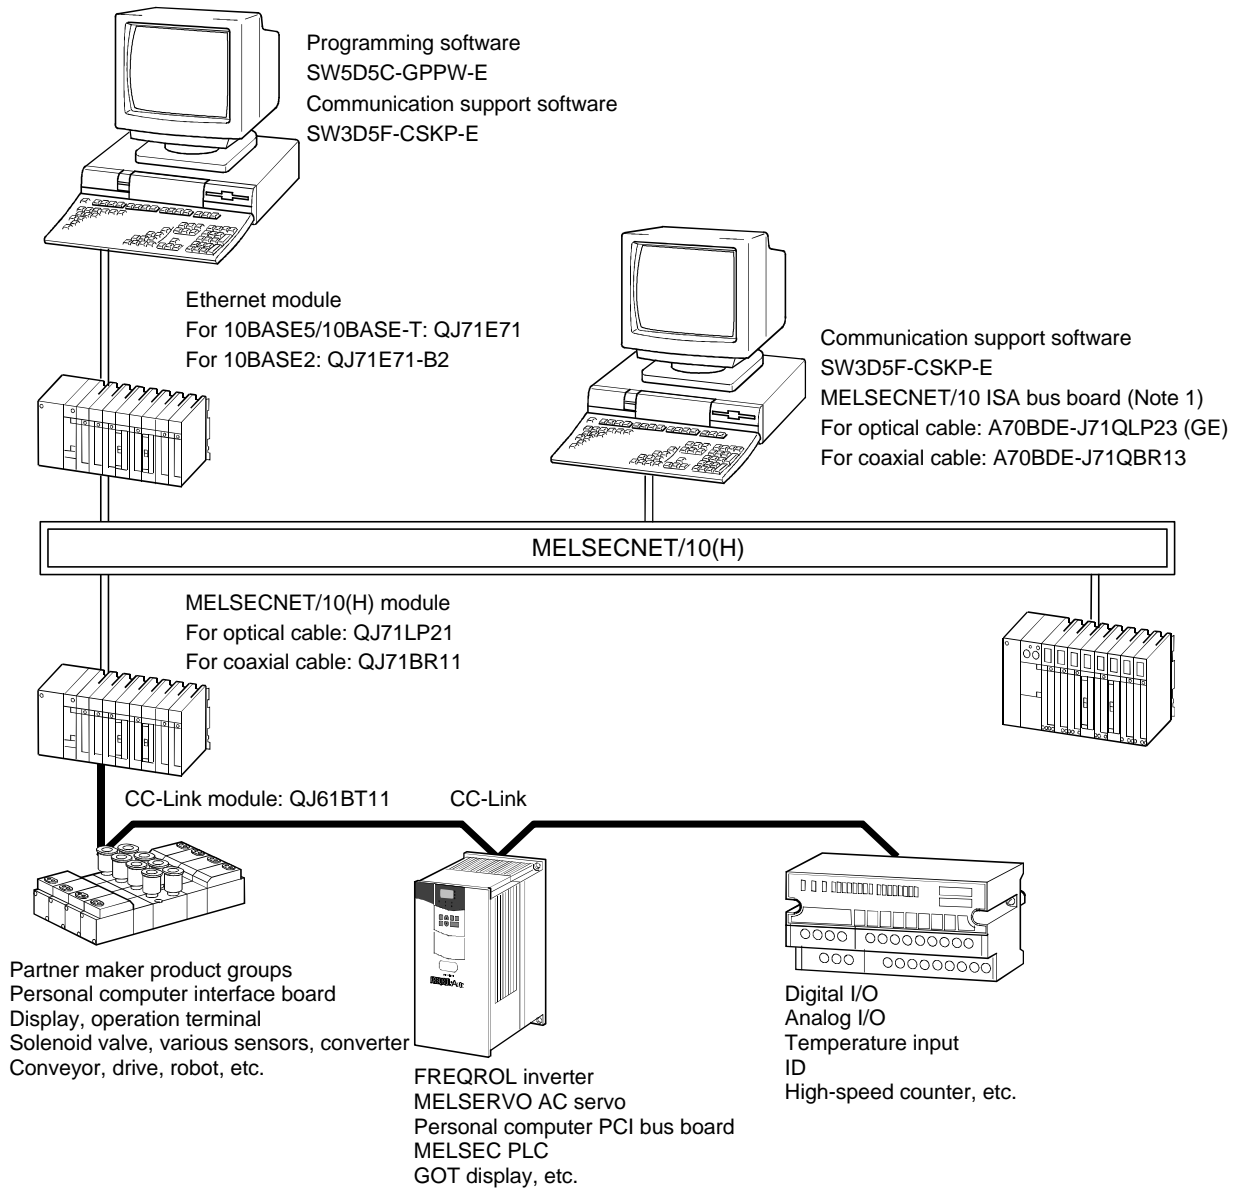 Programming software
SW5D5C-GPPW-E
Communication support software
SW3D5F-CSKP-E
Ethernet module
For 10BASE5/10BASE-T: QJ71E71
For 10BASE2: QJ71E71-B2
Communication support software
SW3D5F-CSKP-E
MELSECNET/10 ISA bus board (Note 1)
For optical cable: A70BDE-J71QLP23 (GE)
For coaxial cable: A70BDE-J71QBR13
MELSECNET/10(H)
MELSECNET/10(H) module
For optical cable: QJ71LP21
For coaxial cable: QJ71BR11
CC-Link module: QJ61BT11
CC-Link
Partner maker product groups
Personal computer interface board
Display, operation terminal
Solenoid valve, various sensors, converter
Conveyor, drive, robot, etc.
FREQROL inverter
MELSERVO AC servo
Personal computer PCI bus board
MELSEC PLC
GOT display, etc.
Digital I/O
Analog I/O
Temperature input
ID
High-speed counter, etc.